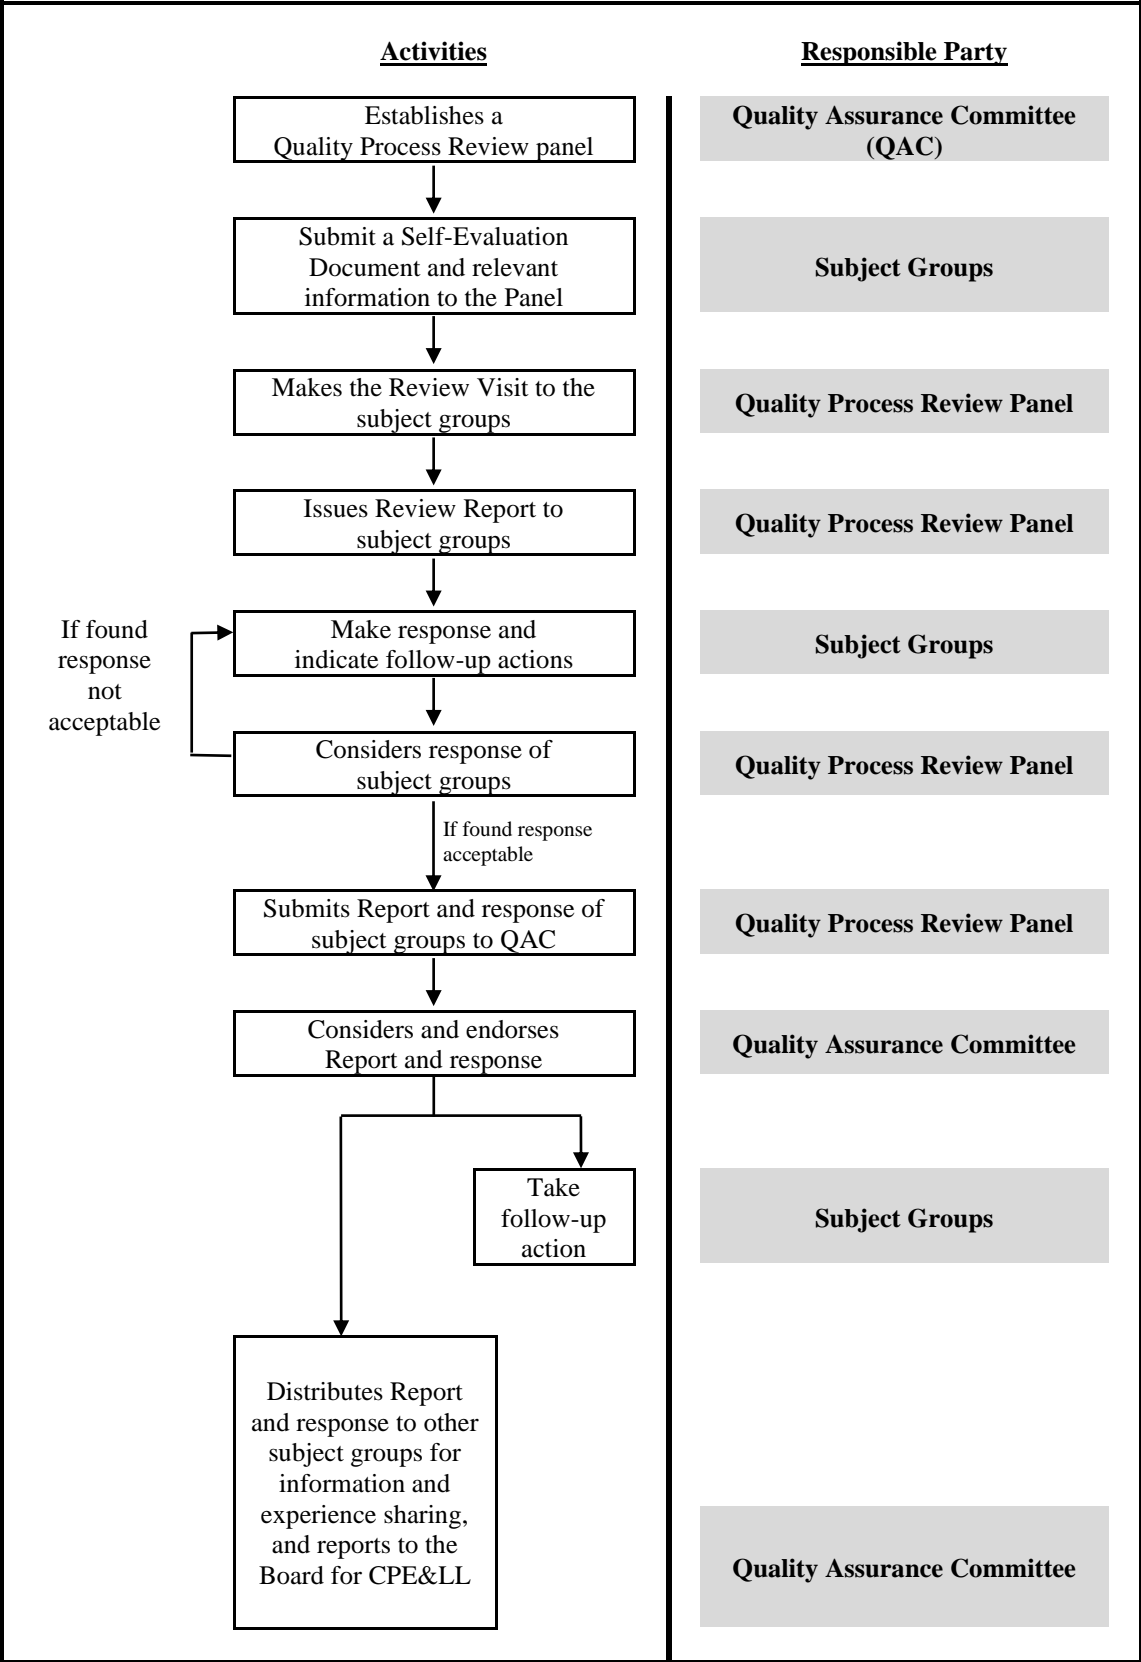 Activities
Responsible Party
Establishes a
Quality Process Review panel
Quality Assurance Committee
(QAC)
Submit a Self-Evaluation
Document and relevant
information to the Panel
Subject Groups
Makes the Review Visit to the
subject groups
Quality Process Review Panel
Issues Review Report to
subject groups
Quality Process Review Panel
If found
response
not
acceptable
Make response and
indicate follow-up actions
Subject Groups
Considers response of
subject groups
Quality Process Review Panel
If found response
acceptable
Submits Report and response of
subject groups to QAC
Quality Process Review Panel
Considers and endorses
Report and response
Quality Assurance Committee
Take
follow-up
action
Subject Groups
Distributes Report
and response to other
subject groups for
information and
experience sharing,
and reports to the
Board for CPE&LL
Quality Assurance Committee